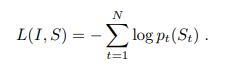 L(I, S) = − ∑_{t=1}^{N} log p_t(S_t) .